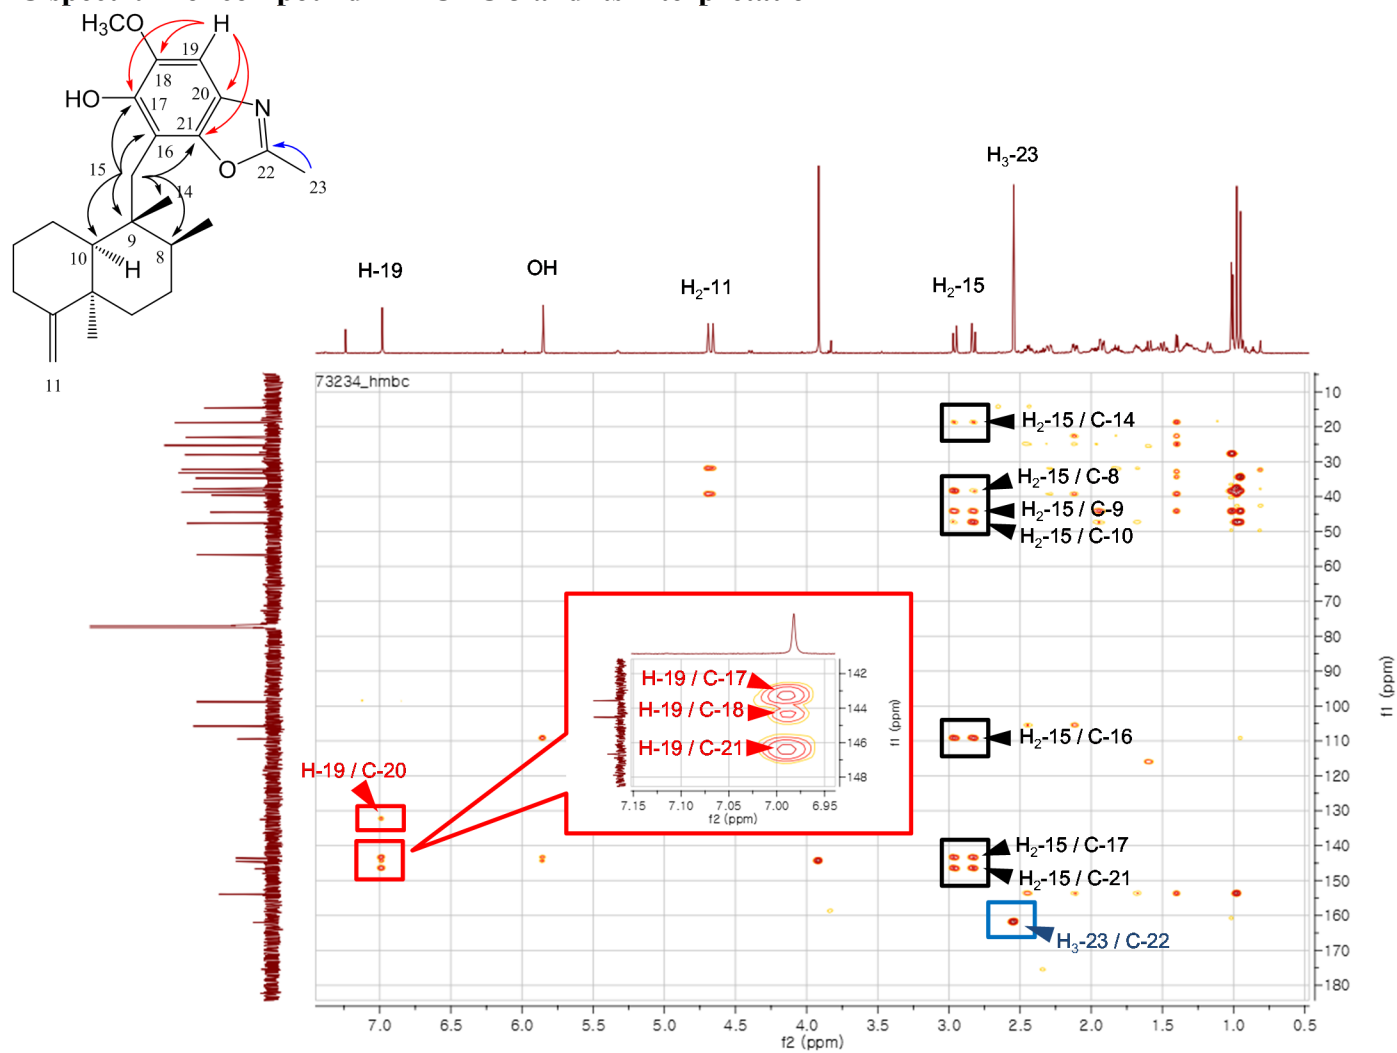 H₃CO
H
19
18
HO
17
20
N
21
16
O
22
15
23
14
9
10
8
H
11
H-19
OH
H₂-11
H₂-15
H₃-23
73234_hmbc
10
20
30
40
50
60
70
80
90
100
110
120
130
140
150
160
170
180
f1 (ppm)
H₂-15 / C-14
H₂-15 / C-8
H₂-15 / C-9
H₂-15 / C-10
H₂-15 / C-16
H₂-15 / C-17
H₂-15 / C-21
H₃-23 / C-22
H-19 / C-20
H-19 / C-17
H-19 / C-18
H-19 / C-21
142
144
146
148
f1 (ppm)
7.15 7.10 7.05 7.00 6.95
f2 (ppm)
7.0 6.5 6.0 5.5 5.0 4.5 4.0 3.5 3.0 2.5 2.0 1.5 1.0 0.5
f2 (ppm)